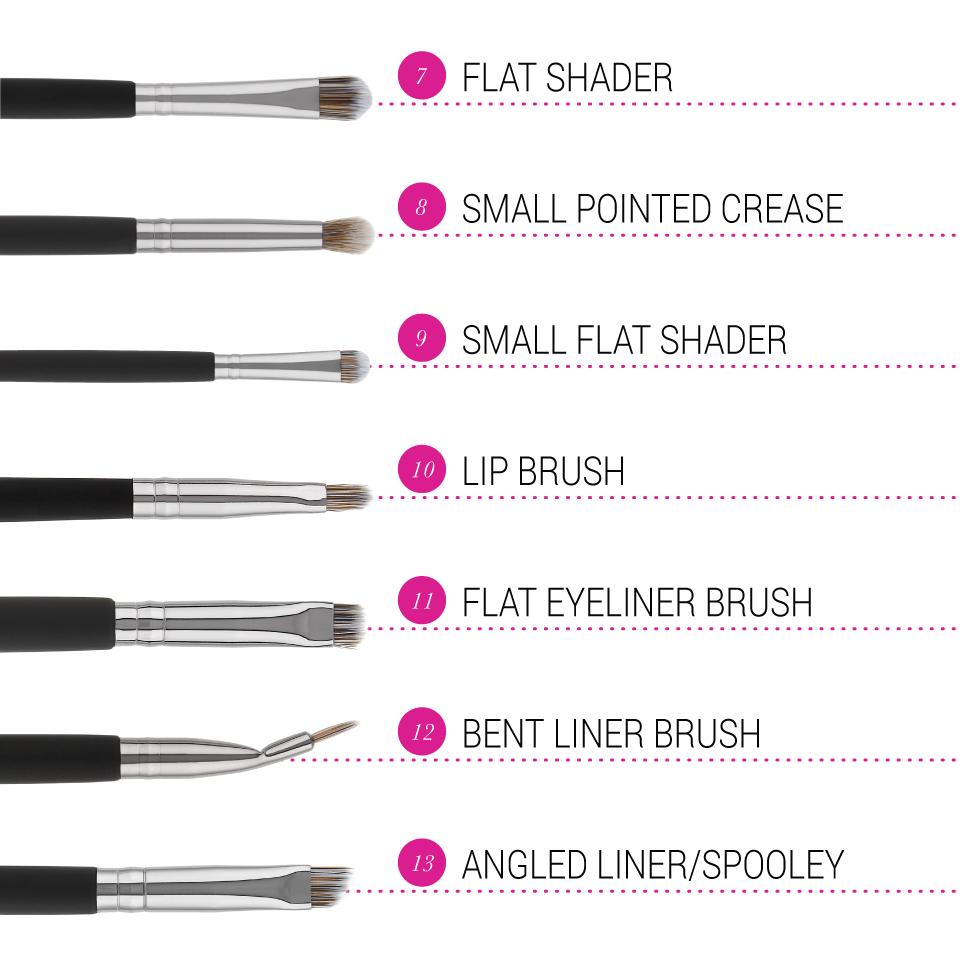 7 FLAT SHADER
8 SMALL POINTED CREASE
9 SMALL FLAT SHADER
10 LIP BRUSH
11 FLAT EYELINER BRUSH
12 BENT LINER BRUSH
13 ANGLED LINER/SPOOLEY